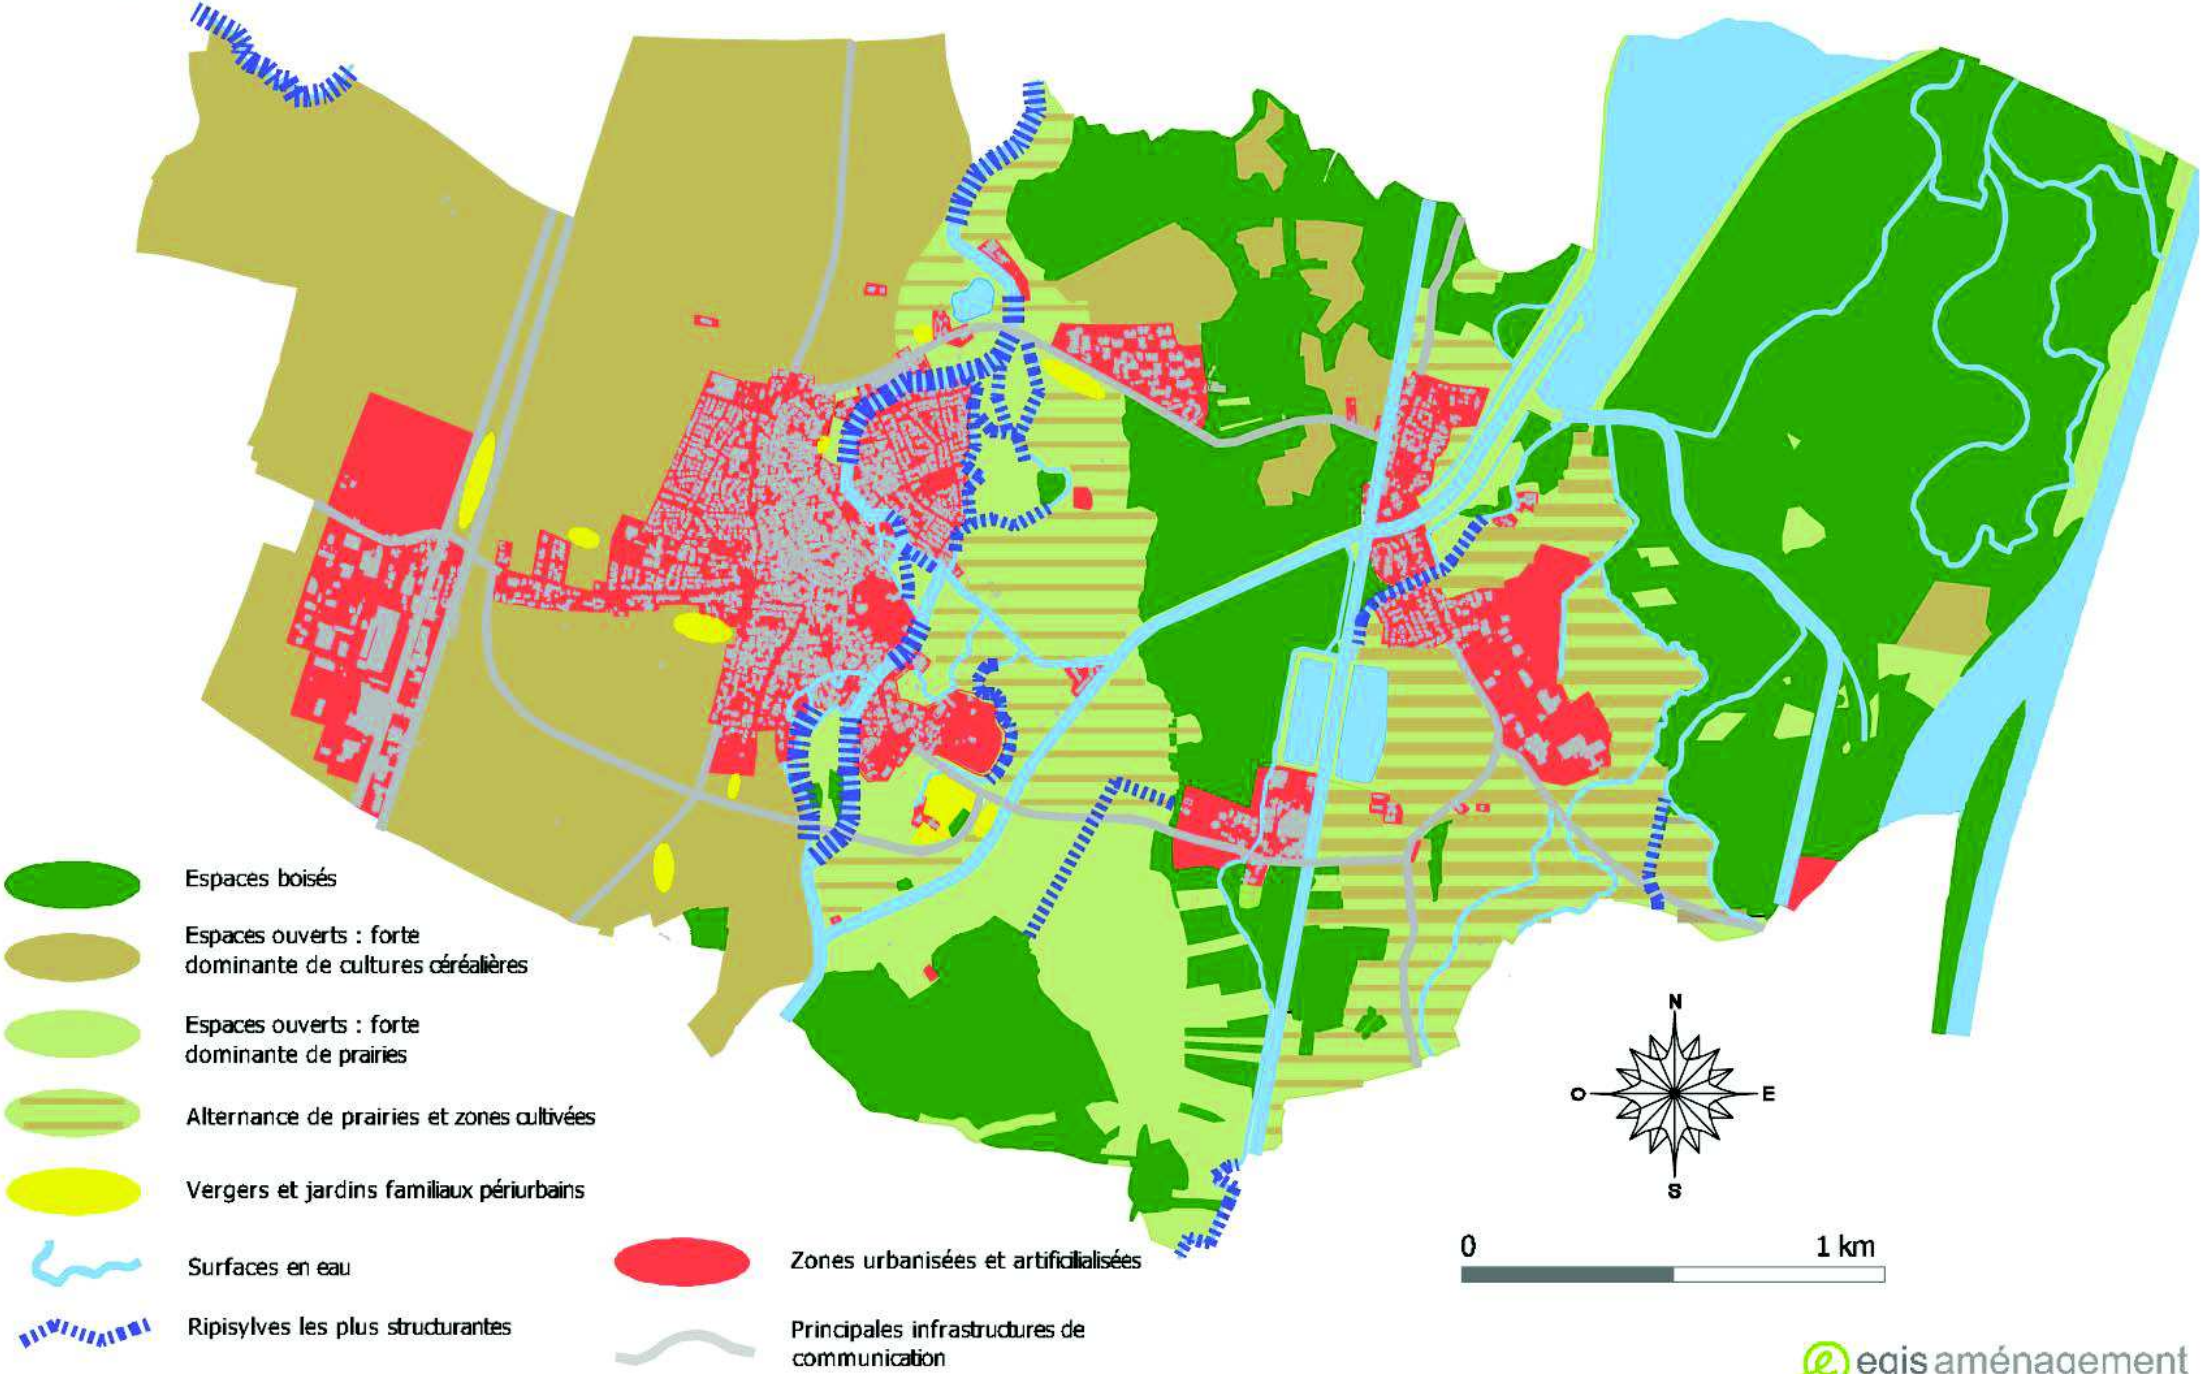 Espaces boisés
Espaces ouverts : forte
dominante de cultures céréalières
Espaces ouverts : forte
dominante de prairies
Alternance de prairies et zones cultivées
Vergers et jardins familiaux périurbains
Surfaces en eau
Ripisylves les plus structurantes
Zones urbanisées et artificilialisées
Principales infrastructures de
communication
N
O
E
S
0
1 km
egis aménagement